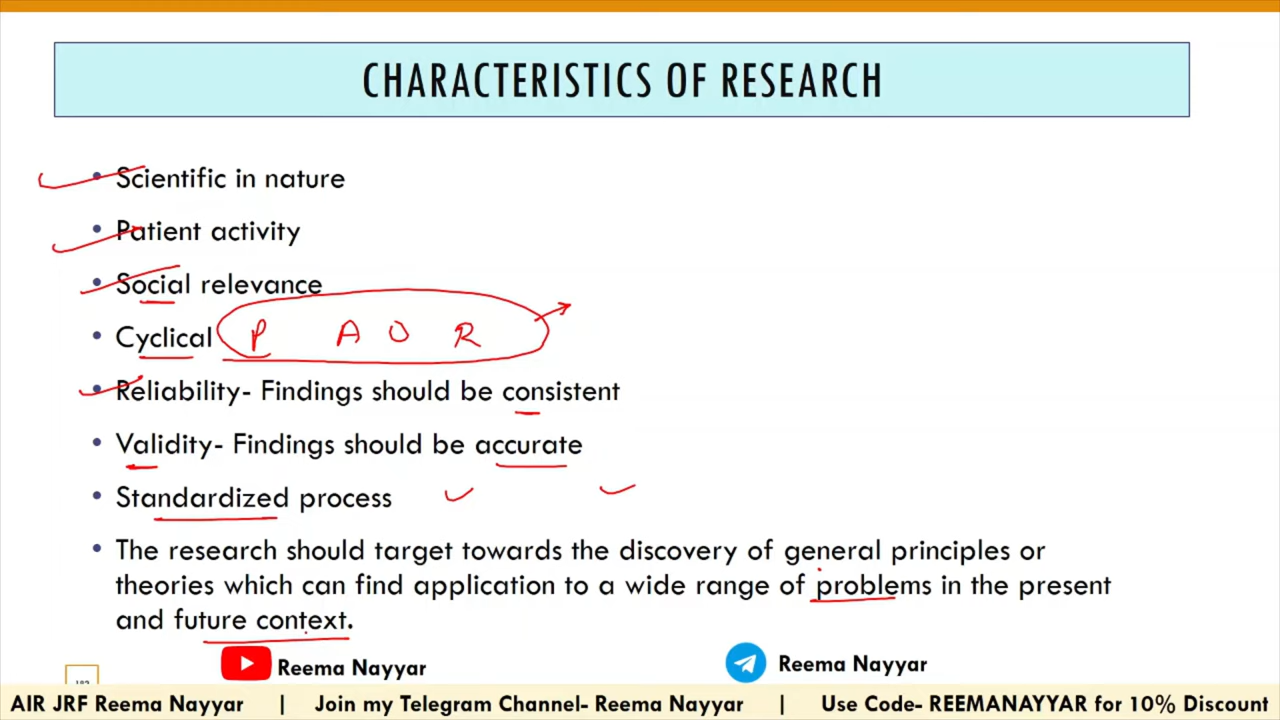 CHARACTERISTICS OF RESEARCH
• Scientific in nature
• Patient activity
• Social relevance
• Cyclical P A O R
• Reliability- Findings should be consistent
• Validity- Findings should be accurate
• Standardized process
• The research should target towards the discovery of general principles or
theories which can find application to a wide range of problems in the present
and future context.
Reema Nayyar
Reema Nayyar
AIR JRF Reema Nayyar | Join my Telegram Channel- Reema Nayyar | Use Code- REEMANAYYAR for 10% Discount